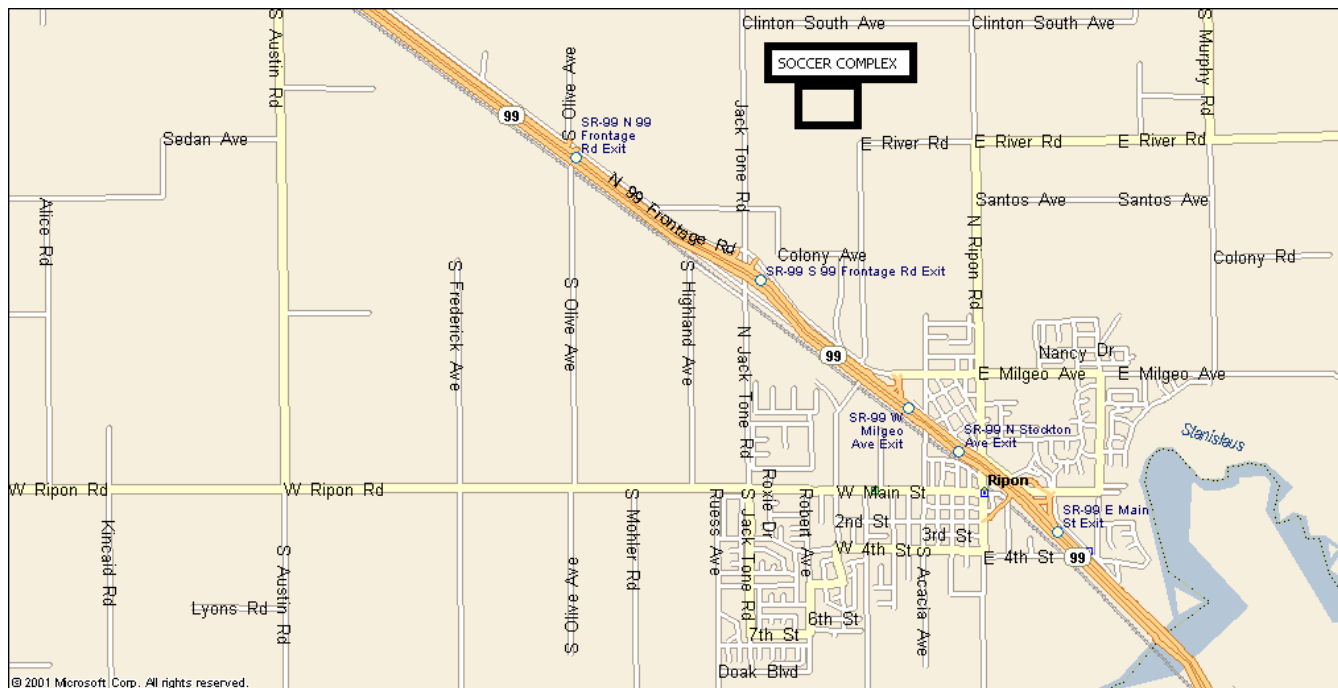 S Austin Rd
S Olive Ave
Clinton South Ave
Clinton South Ave
S Murphy Rd
SOCCER COMPLEX
99
SR-99 N 99
Frontage
Rd Exit
Jack Tone Rd
Sedan Ave
E River Rd
E River Rd
E River Rd
Alice Rd
N 99 Frontage Rd
Santos Ave
Santos Ave
N Ripon Rd
Colony Ave
Colony Rd
SR-99 S 99 Frontage Rd Exit
S Frederick Ave
S Olive Ave
S Highland Ave
N Jack Tone Rd
99
Nancy Dr
E Milgeo Ave
E Milgeo Ave
SR-99 W
Milgeo
Ave Exit
SR-99 N Stockton
Ave Exit
Stanislaus
Ripon
W Ripon Rd
W Ripon Rd
W Main St
Kincaid Rd
S Austin Rd
S Olive Ave
S Mohler Rd
Ruess Ave
S Jack Tone Rd
Roxie Dr
Robert Ave
2nd St
3rd St
W 4th St
S Acacia Ave
E 4th St
SR-99 E Main
St Exit
99
Lyons Rd
6th St
7th St
Doak Blvd
© 2001 Microsoft Corp. All rights reserved.